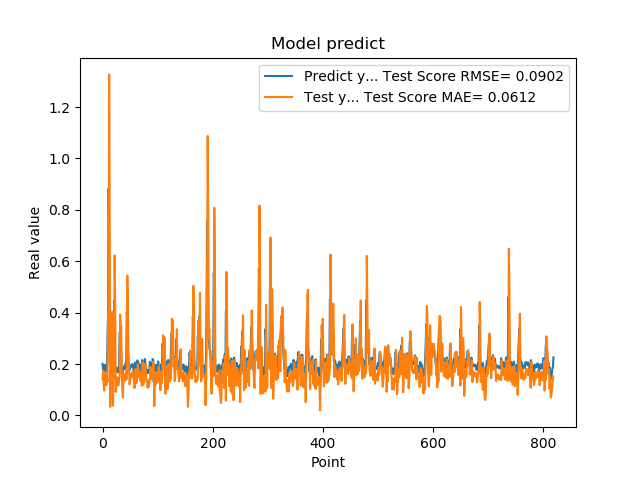 Model predict
Predict y... Test Score RMSE= 0.0902
Test y... Test Score MAE= 0.0612
Real value
1.2
1.0
0.8
0.6
0.4
0.2
0.0
0 200 400 600 800
Point